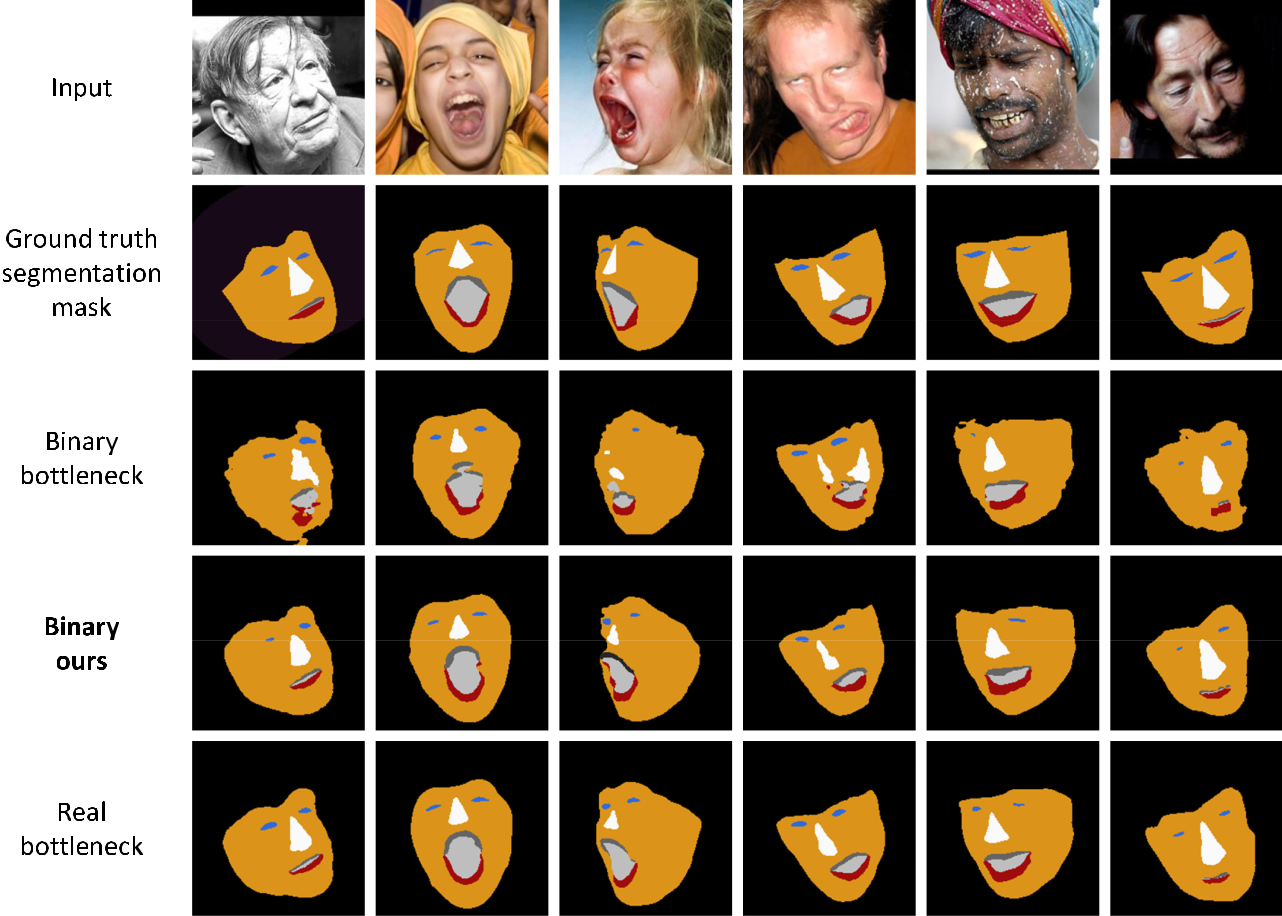 Input
Ground truth
segmentation
mask
Binary
bottleneck
Binary
ours
Real
bottleneck